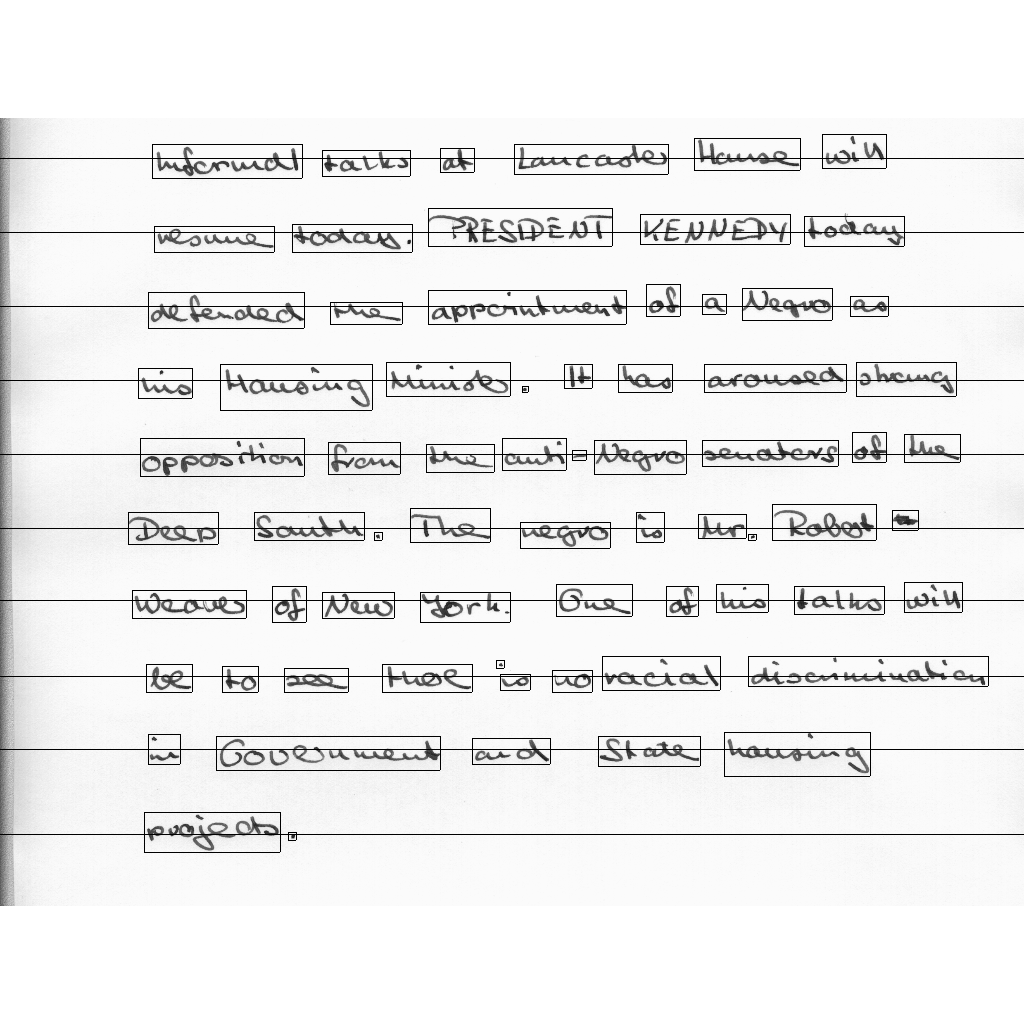 Informal talks at Lancaster House will
resume today. PRESIDENT KENNEDY today
defended the appointment of a Negro as
his Housing Minister. It has aroused strong
opposition from the anti-Negro senators of the
Deep South. The negro is Mr. Robert
Weaver of New York. One of his talks will
be to see there is no racial discrimination
in Government and State housing
projects.